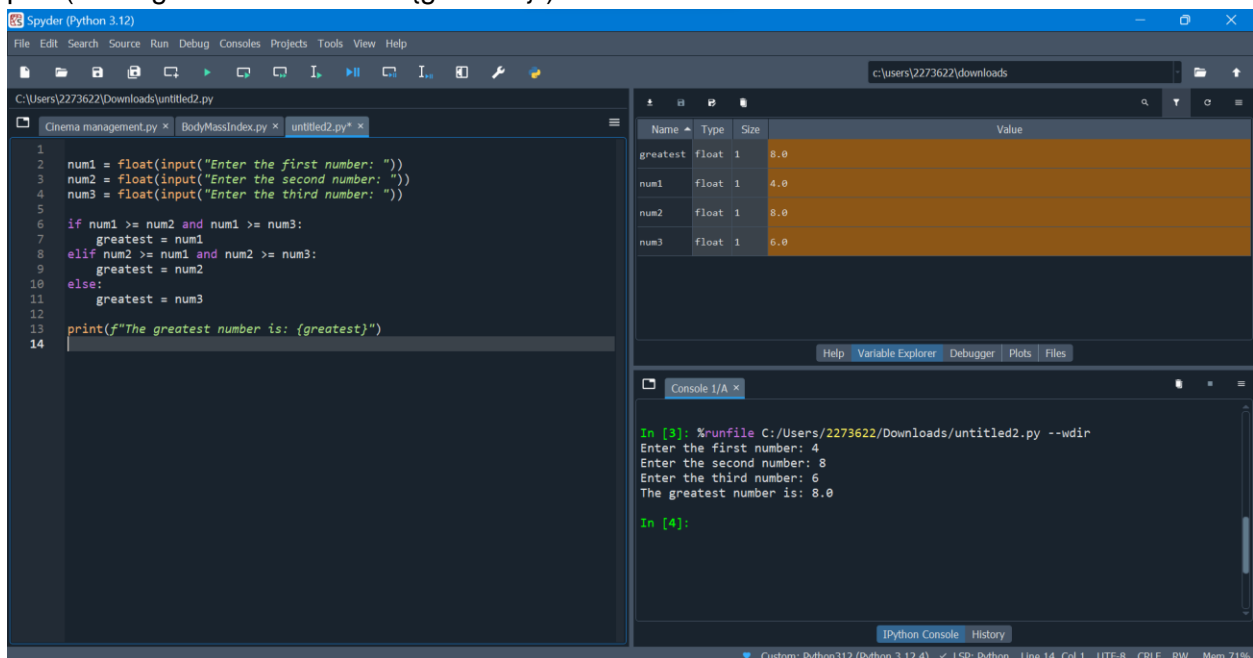 Spyder (Python 3.12)
File Edit Search Source Run Debug Consoles Projects Tools View Help
c:\users\2273622\downloads
C:\Users\2273622\Downloads\untitled2.py
Cinema management.py × BodyMassIndex.py × untitled2.py* ×
1
2 num1 = float(input("Enter the first number: "))
3 num2 = float(input("Enter the second number: "))
4 num3 = float(input("Enter the third number: "))
5
6 if num1 >= num2 and num1 >= num3:
7     greatest = num1
8 elif num2 >= num1 and num2 >= num3:
9     greatest = num2
10 else:
11     greatest = num3
12
13 print(f"The greatest number is: {greatest}")
14
Name Type Size Value
greatest float 1 8.0
num1 float 1 4.0
num2 float 1 8.0
num3 float 1 6.0
Help Variable Explorer Debugger Plots Files
Console 1/A ×
In [3]: %runfile C:/Users/2273622/Downloads/untitled2.py --wdir
Enter the first number: 4
Enter the second number: 8
Enter the third number: 6
The greatest number is: 8.0
In [4]:
IPython Console History
Custom: Python312 (Python 3.12.4) ✓ LSP: Python Line 14, Col 1 UTF-8 CRLF RW Mem 71%